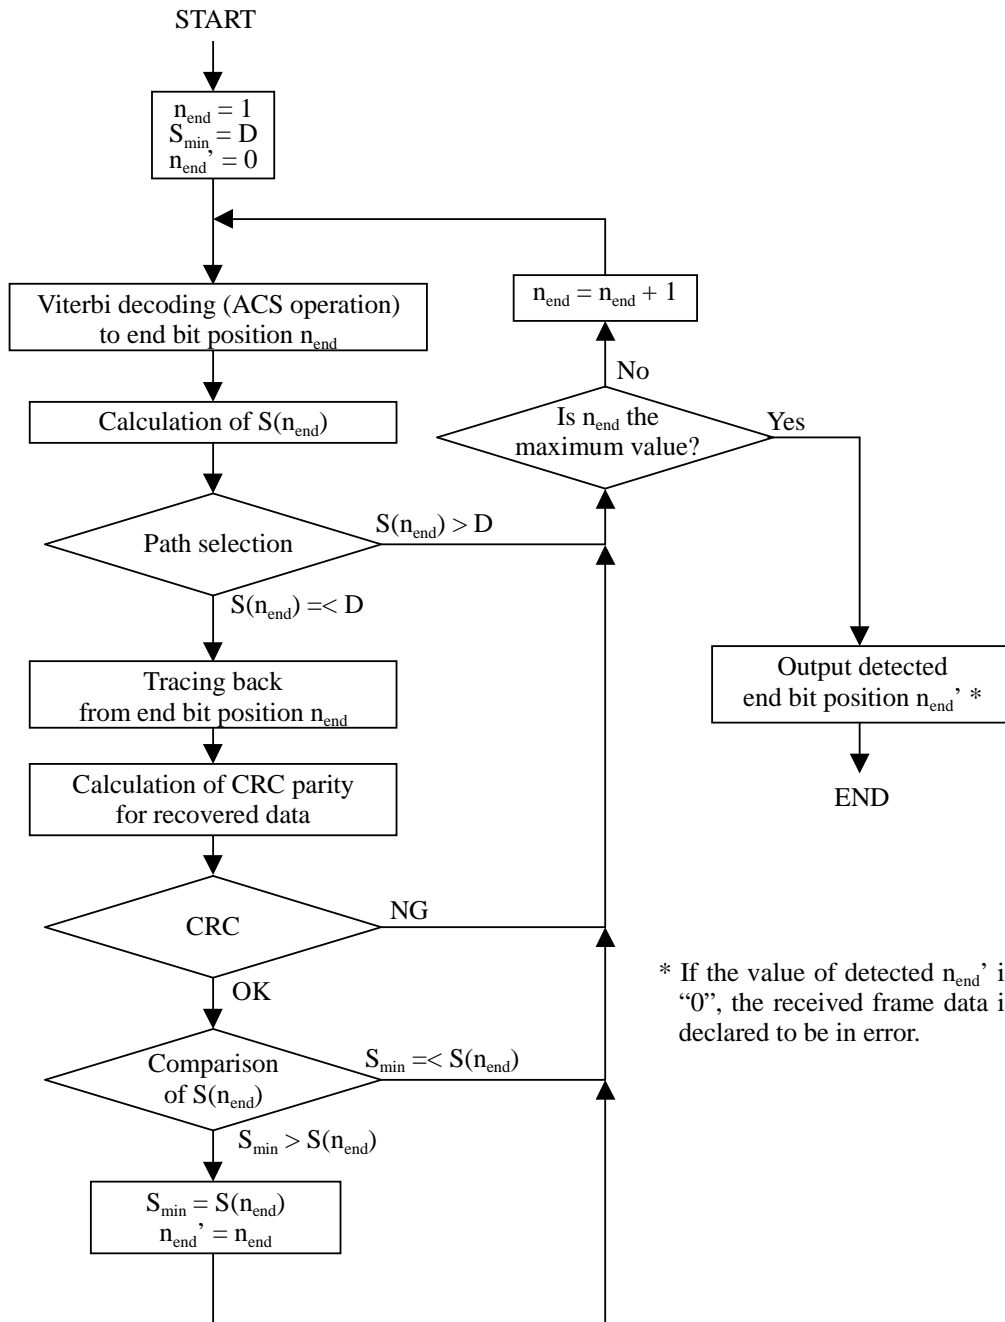 START
n_end = 1
S_min = D
n_end' = 0
Viterbi decoding (ACS operation)
to end bit position n_end
Calculation of S(n_end)
Path selection
S(n_end) > D
S(n_end) =< D
Tracing back
from end bit position n_end
Calculation of CRC parity
for recovered data
CRC
NG
OK
Comparison
of S(n_end)
S_min =< S(n_end)
S_min > S(n_end)
S_min = S(n_end)
n_end' = n_end
n_end = n_end + 1
No
Is n_end the
maximum value?
Yes
Output detected
end bit position n_end' *
END
* If the value of detected n_end' i
“0”, the received frame data i
declared to be in error.